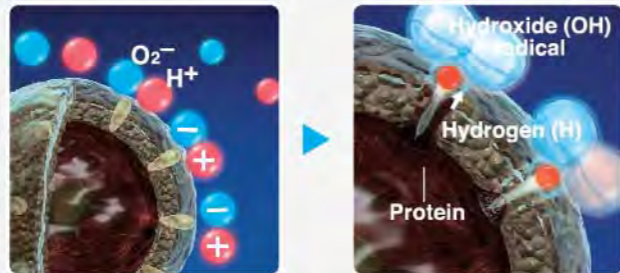 O₂⁻
H⁺
−
+
−
+
Hydroxide (OH)
radical
Hydrogen (H)
Protein